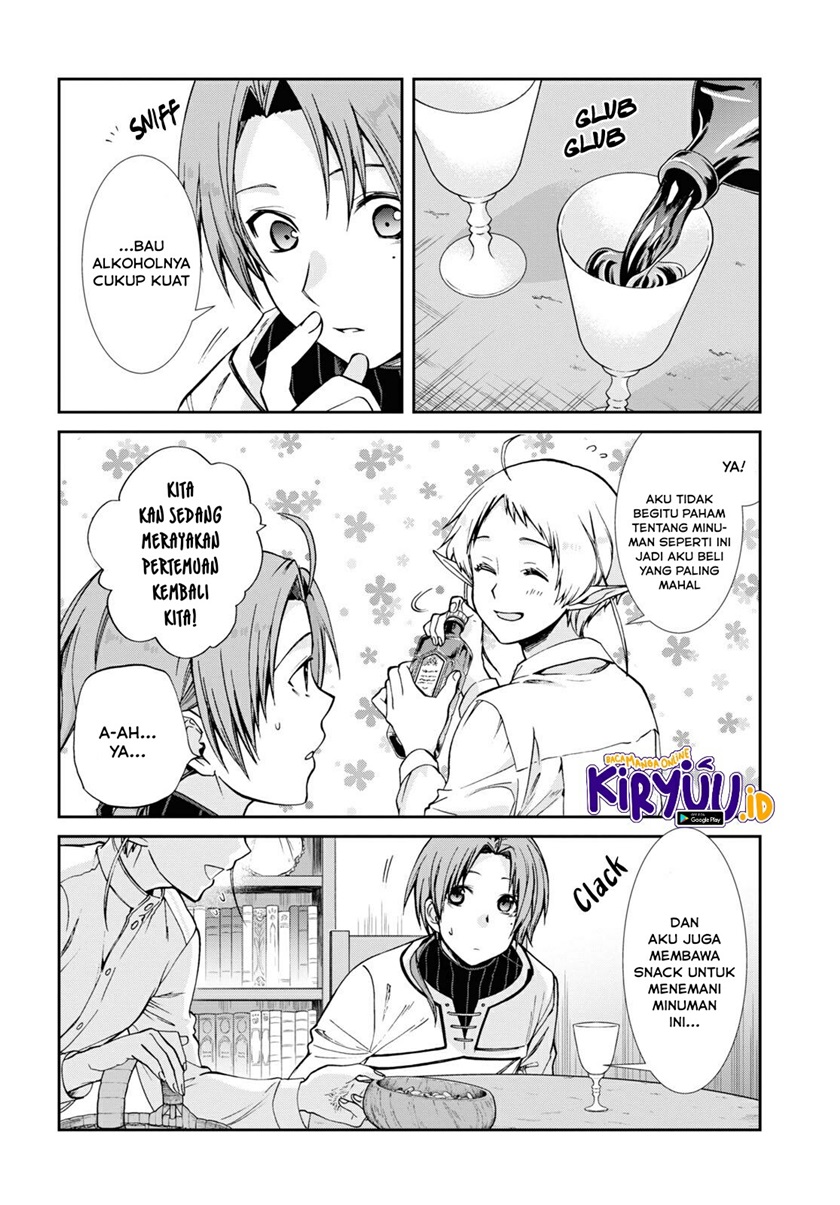 GLUB
GLUB
SNIFF
...BAU
ALKOHOLNYA
CUKUP KUAT
YA!
AKU TIDAK
BEGITU PAHAM
TENTANG MINU-
MAN SEPERTI INI
JADI AKU BELI
YANG PALING
MAHAL
KITA
KAN SEDANG
MERAYAKAN
PERTEMUAN
KEMBALI
KITA!
A-AH...
YA...
BACA MANGA ONLINE
KIRYUU.ID
Google Play
Clack
DAN
AKU JUGA
MEMBAWA
SNACK UNTUK
MENEMANI
MINUMAN
INI...